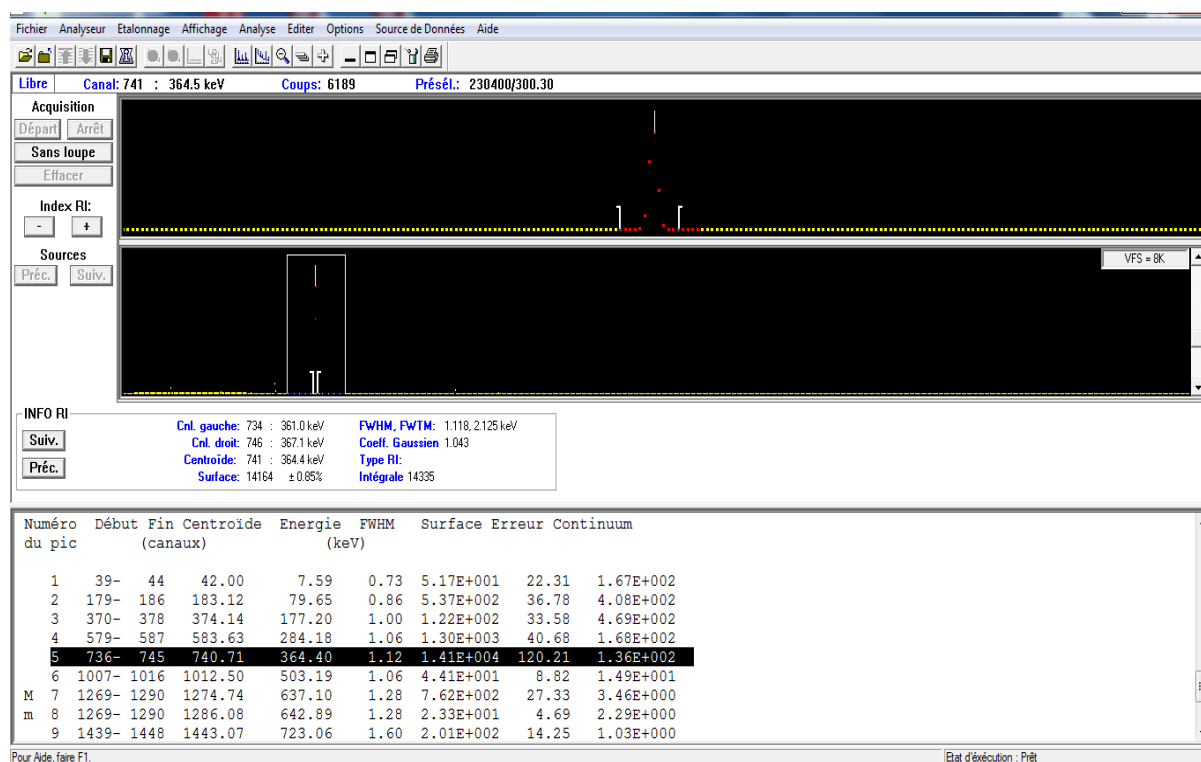 Fichier Analyseur Etalonnage Affichage Analyse Editer Options Source de Données Aide
Libre Canal: 741 : 364.5 keV Coups: 6189 Présél.: 230400/300.30
Acquisition
Départ Arrêt
Sans loupe
Effacer
Index RI:
- +
Sources
Préc. Suiv.
VFS = 8K
INFO RI
Suiv.
Préc.
Cnl. gauche: 734 : 361.0 keV FWHM, FWTM: 1.118, 2.125 keV
Cnl. droit: 746 : 367.1 keV Coeff. Gaussien 1.043
Centroïde: 741 : 364.4 keV Type RI:
Surface: 14164 ± 0.85% Intégrale 14335
Numéro Début Fin Centroïde Energie FWHM Surface Erreur Continuum
du pic (canaux) (keV)
1 39- 44 42.00 7.59 0.73 5.17E+001 22.31 1.67E+002
2 179- 186 183.12 79.65 0.86 5.37E+002 36.78 4.08E+002
3 370- 378 374.14 177.20 1.00 1.22E+002 33.58 4.69E+002
4 579- 587 583.63 284.18 1.06 1.30E+003 40.68 1.68E+002
5 736- 745 740.71 364.40 1.12 1.41E+004 120.21 1.36E+002
6 1007- 1016 1012.50 503.19 1.06 4.41E+001 8.82 1.49E+001
M 7 1269- 1290 1274.74 637.10 1.28 7.62E+002 27.33 3.46E+000
m 8 1269- 1290 1286.08 642.89 1.28 2.33E+001 4.69 2.29E+000
9 1439- 1448 1443.07 723.06 1.60 2.01E+002 14.25 1.03E+000
Pour Aide, faire F1. Etat d'éxécution : Prêt